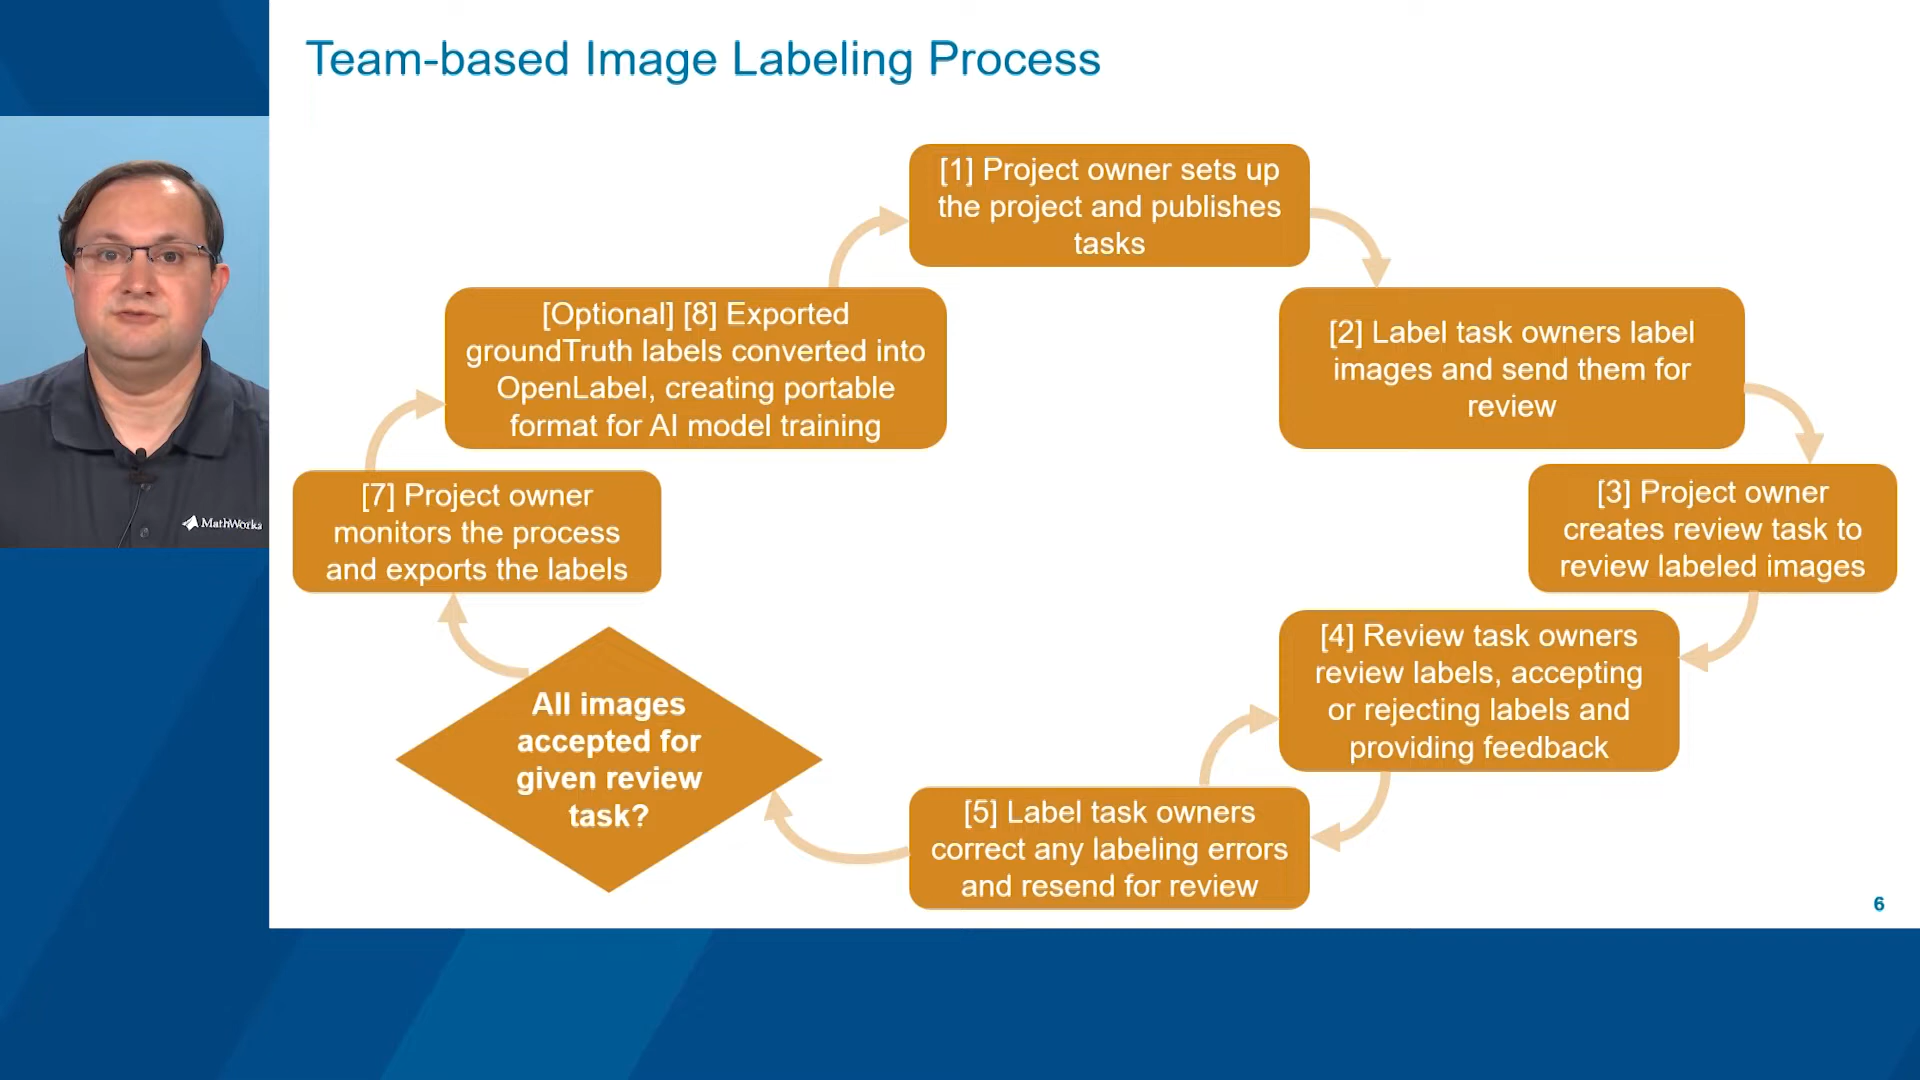 Team-based Image Labeling Process
[1] Project owner sets up
the project and publishes
tasks
[2] Label task owners label
images and send them for
review
[3] Project owner
creates review task to
review labeled images
[4] Review task owners
review labels, accepting
or rejecting labels and
providing feedback
[5] Label task owners
correct any labeling errors
and resend for review
All images
accepted for
given review
task?
[7] Project owner
monitors the process
and exports the labels
[Optional] [8] Exported
groundTruth labels converted into
OpenLabel, creating portable
format for AI model training
MathWorks
6